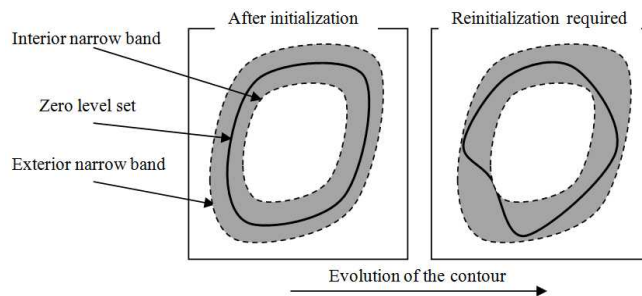 After initialization
Reinitialization required
Interior narrow band
Zero level set
Exterior narrow band
Evolution of the contour